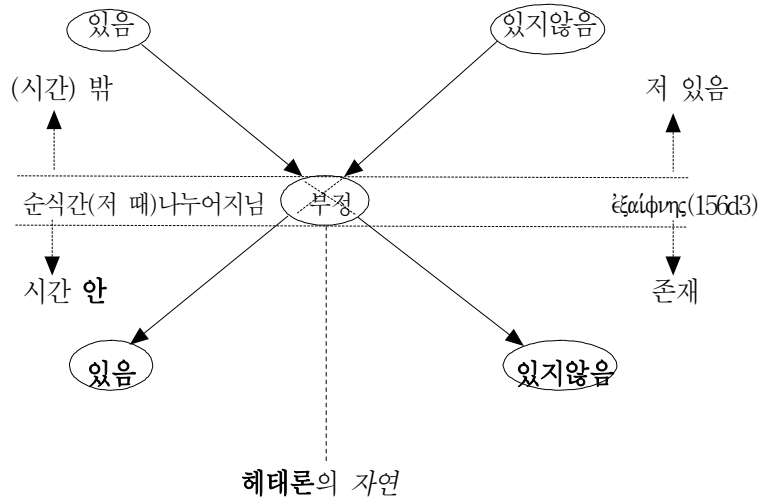 있음 있지않음
(시간) 밖 저 있음
순식간(저 때)나누어지님 부정 ἐξαίφνης(156d3)
시간 안 존재
있음 있지않음
헤태론의 자연